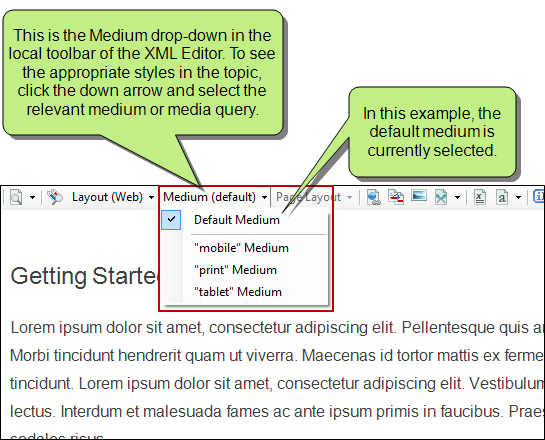 This is the Medium drop-down in the
local toolbar of the XML Editor. To see
the appropriate styles in the topic,
click the down arrow and select the
relevant medium or media query.
In this example, the
default medium is
currently selected.
Layout (Web) Medium (default) Page Layout
Default Medium
"mobile" Medium
"print" Medium
"tablet" Medium
Getting Starte
Lorem ipsum dolor sit amet, consectetur adipiscing elit. Pellentesque quis
Morbi tincidunt hendrerit quam ut viverra. Maecenas id tortor mattis ex ferme
tincidunt. Lorem ipsum dolor sit amet, consectetur adipiscing elit. Vestibulum
lectus. Interdum et malesuada fames ac ante ipsum primis in faucibus. Praes
sodales risus